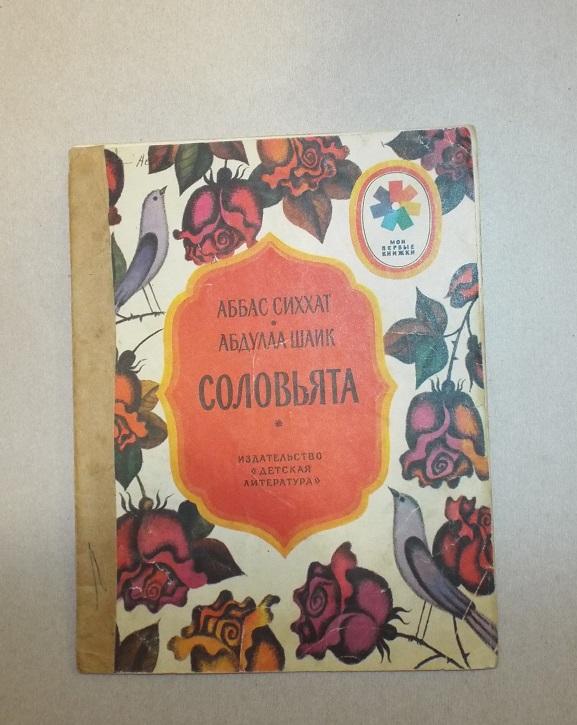 МОИ
ПЕРВЫЕ
КНИЖКИ
АББАС СИХХАТ
АБДУЛЛА ШАИК
СОЛОВЬЯТА
ИЗДАТЕЛЬСТВО
«ДЕТСКАЯ
ЛИТЕРАТУРА»